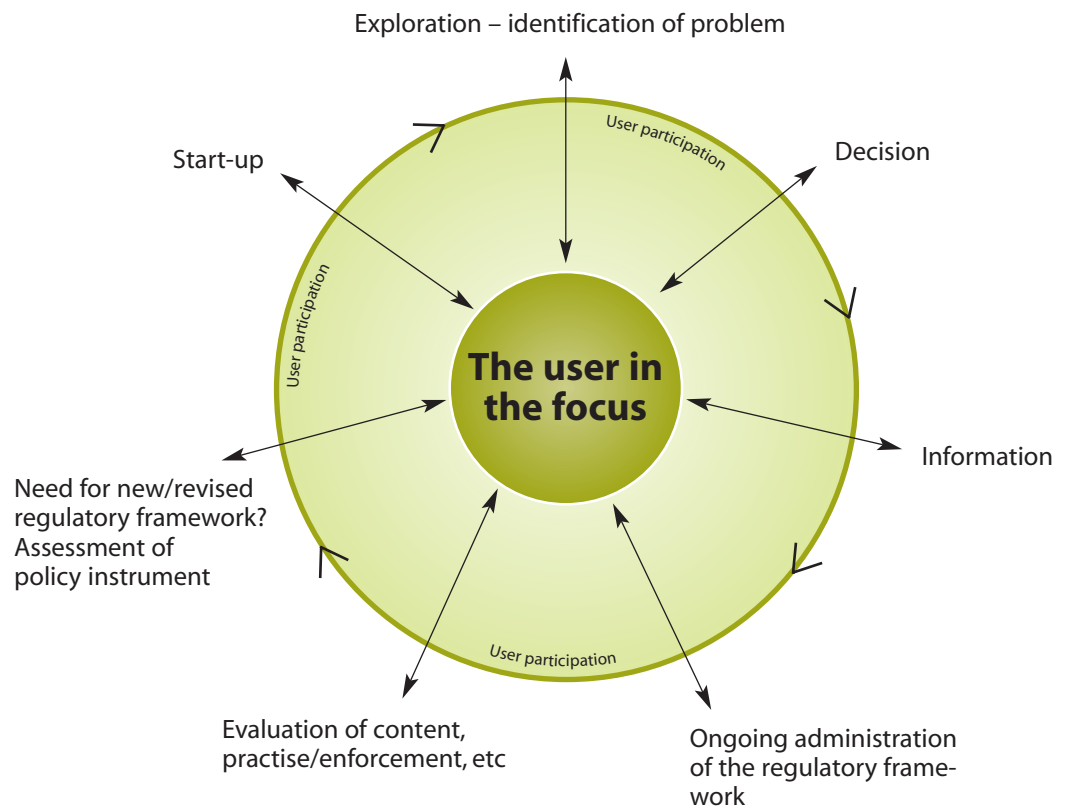 Exploration – identification of problem
User participation
Decision
Start-up
User participation
The user in
the focus
Information
Need for new/revised
regulatory framework?
Assessment of
policy instrument
User participation
Evaluation of content,
practise/enforcement, etc
Ongoing administration
of the regulatory frame-
work